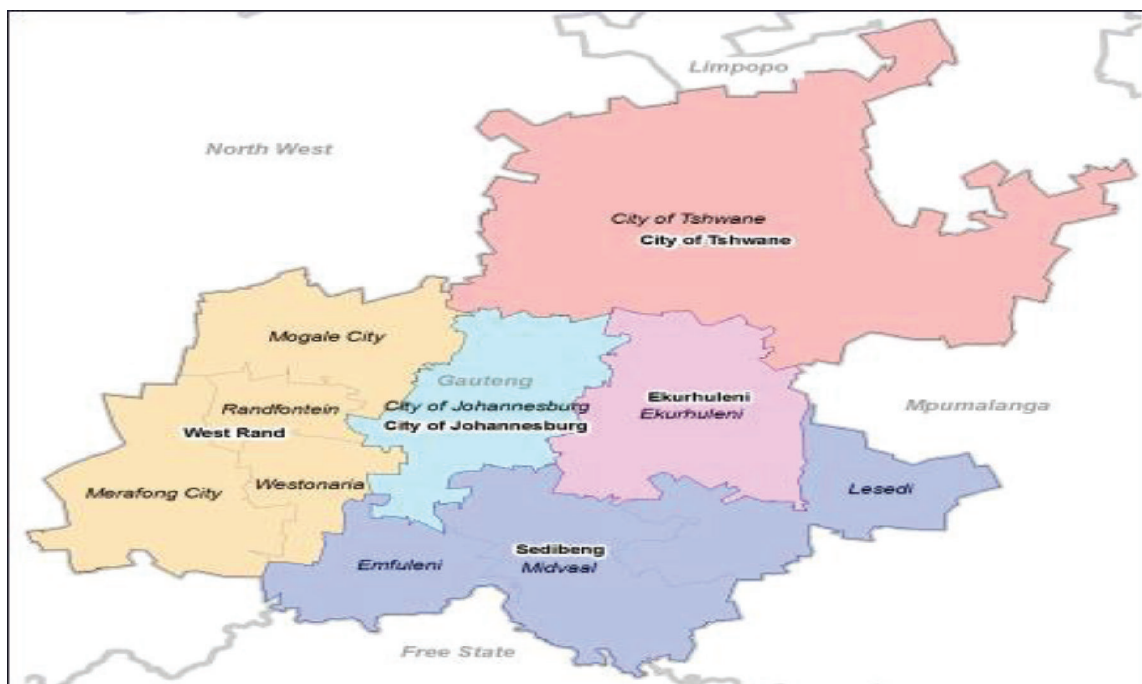 Limpopo
North West
City of Tshwane
City of Tshwane
Mogale City
Gauteng
Randfontein
City of Johannesburg
West Rand
City of Johannesburg
Ekurhuleni
Ekurhuleni
Mpumalanga
Merafong City
Westonaria
Lesedi
Sedibeng
Emfuleni
Midvaal
Free State